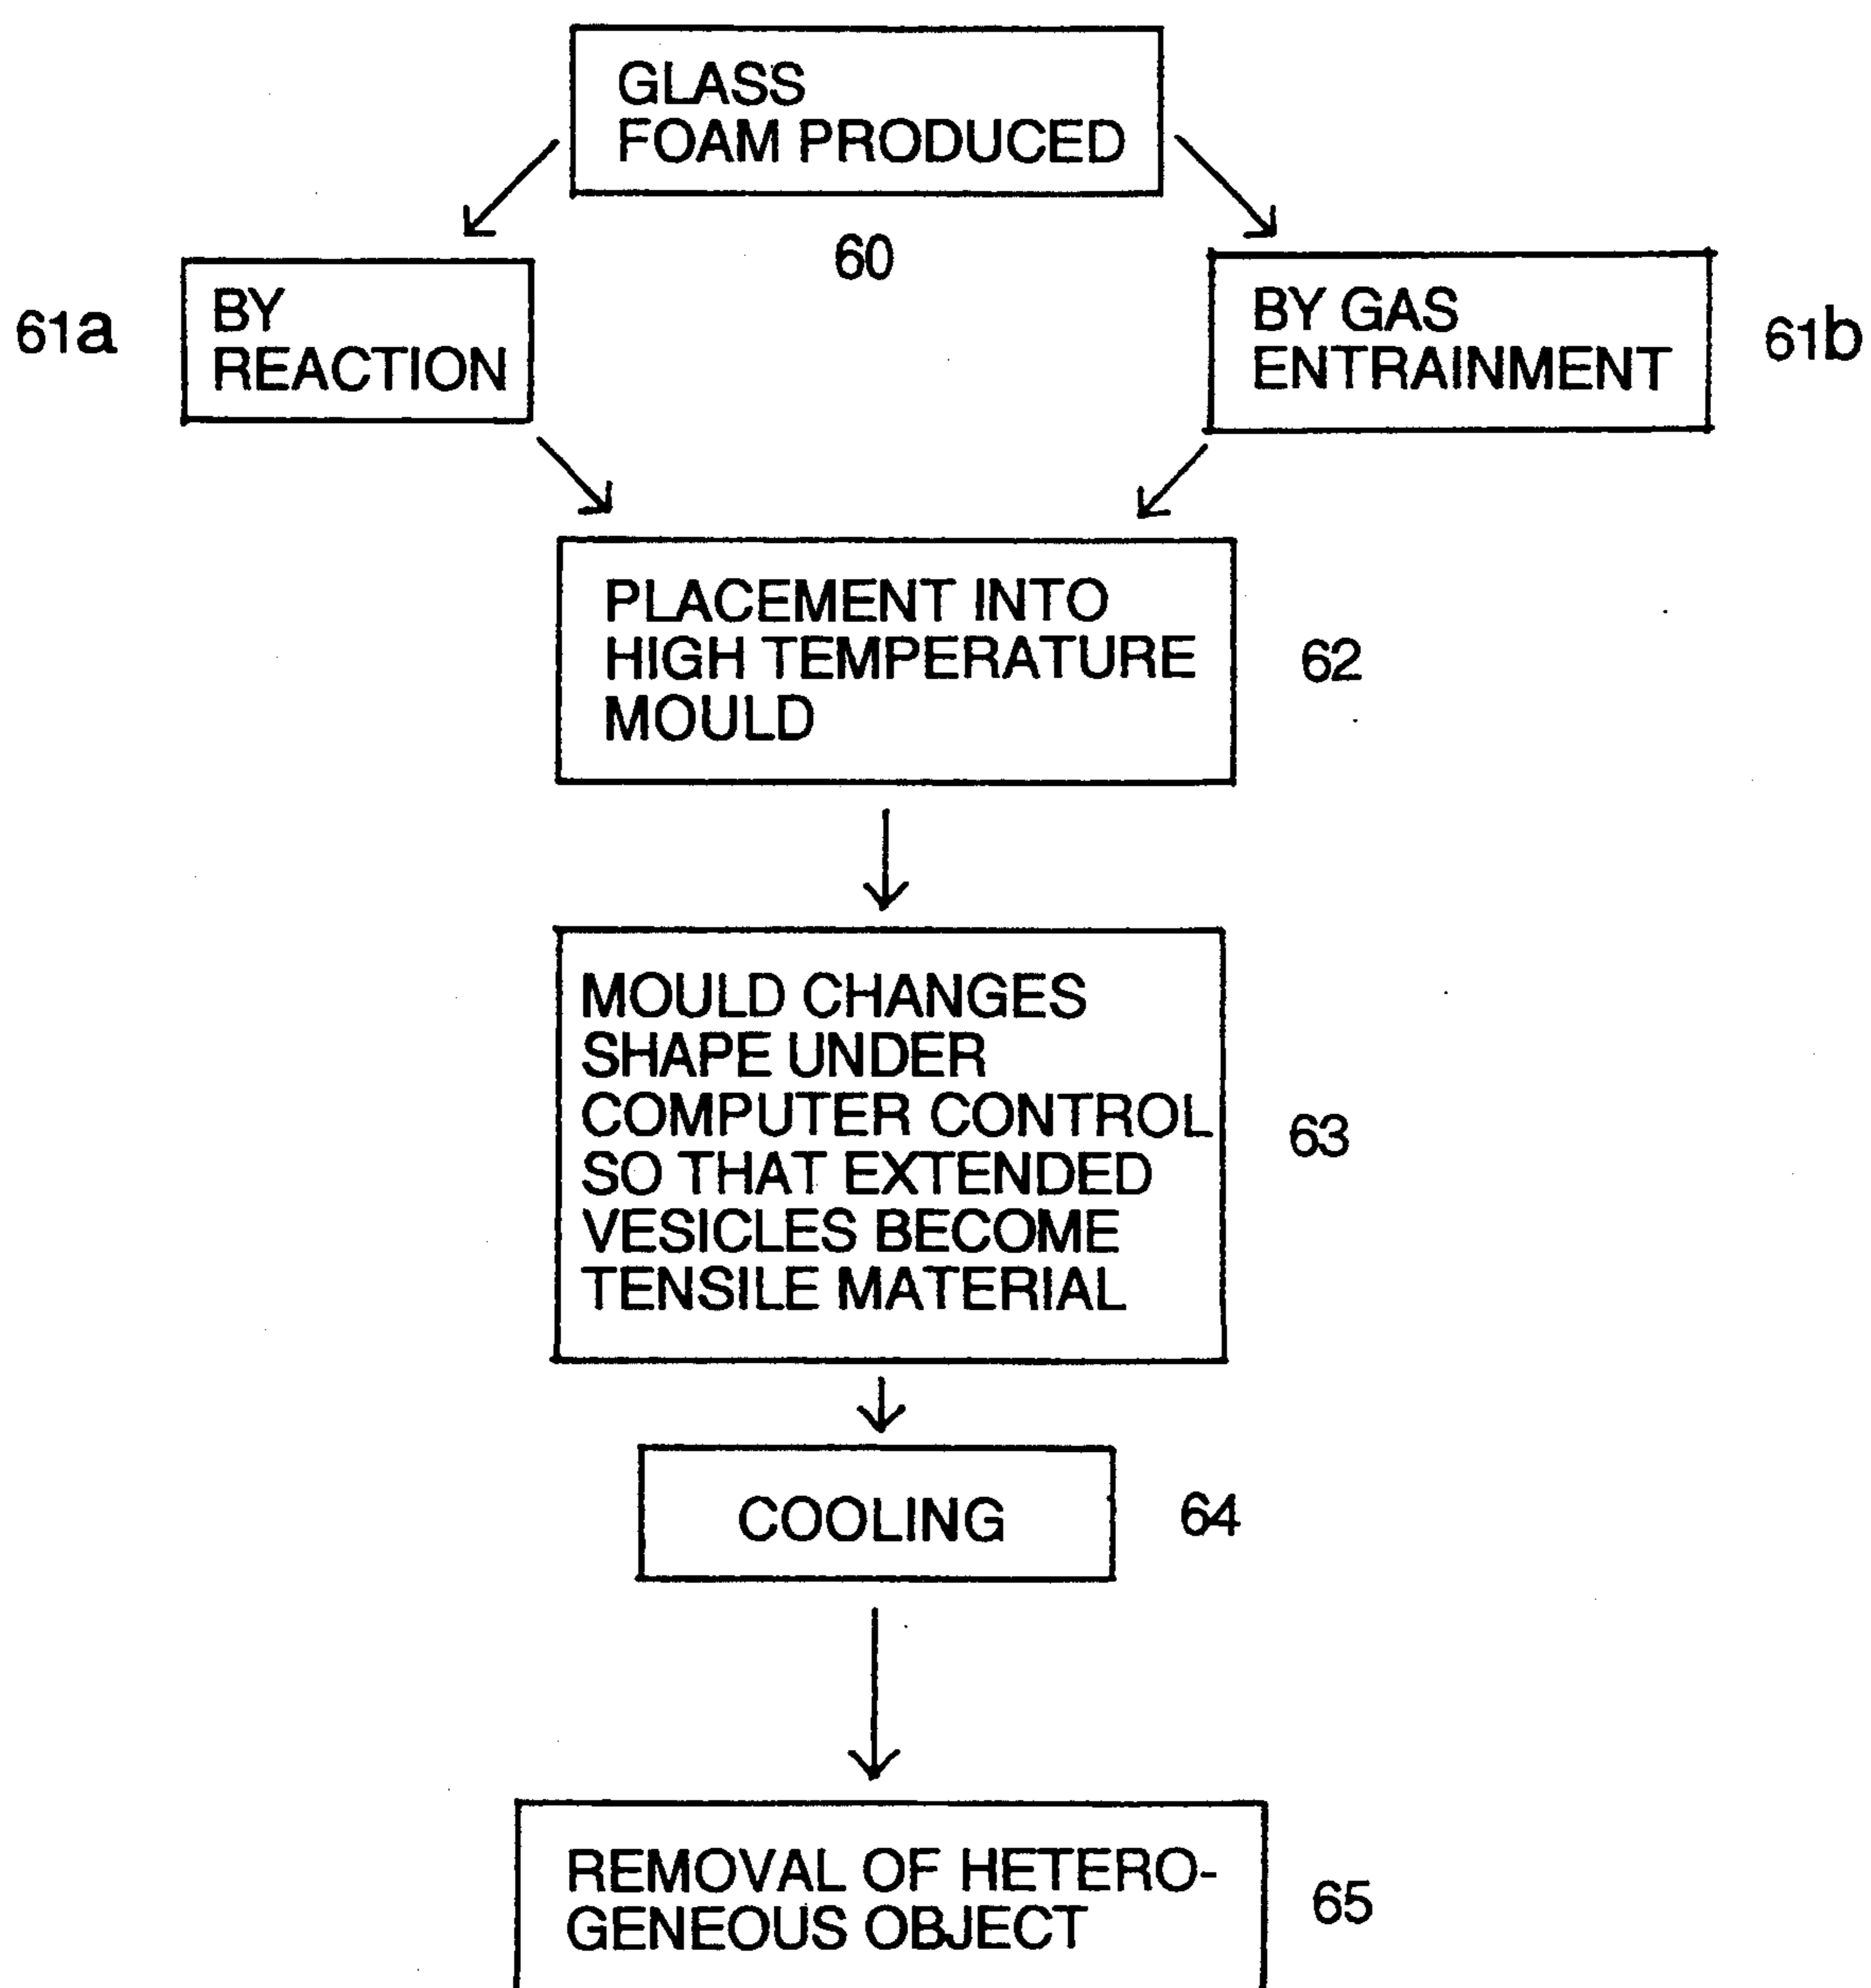 GLASS
FOAM PRODUCED
60
61a
BY
REACTION
BY GAS
ENTRAINMENT
61b
PLACEMENT INTO
HIGH TEMPERATURE
MOULD
62
MOULD CHANGES
SHAPE UNDER
COMPUTER CONTROL
SO THAT EXTENDED
VESICLES BECOME
TENSILE MATERIAL
63
COOLING
64
REMOVAL OF HETERO-
GENEOUS OBJECT
65